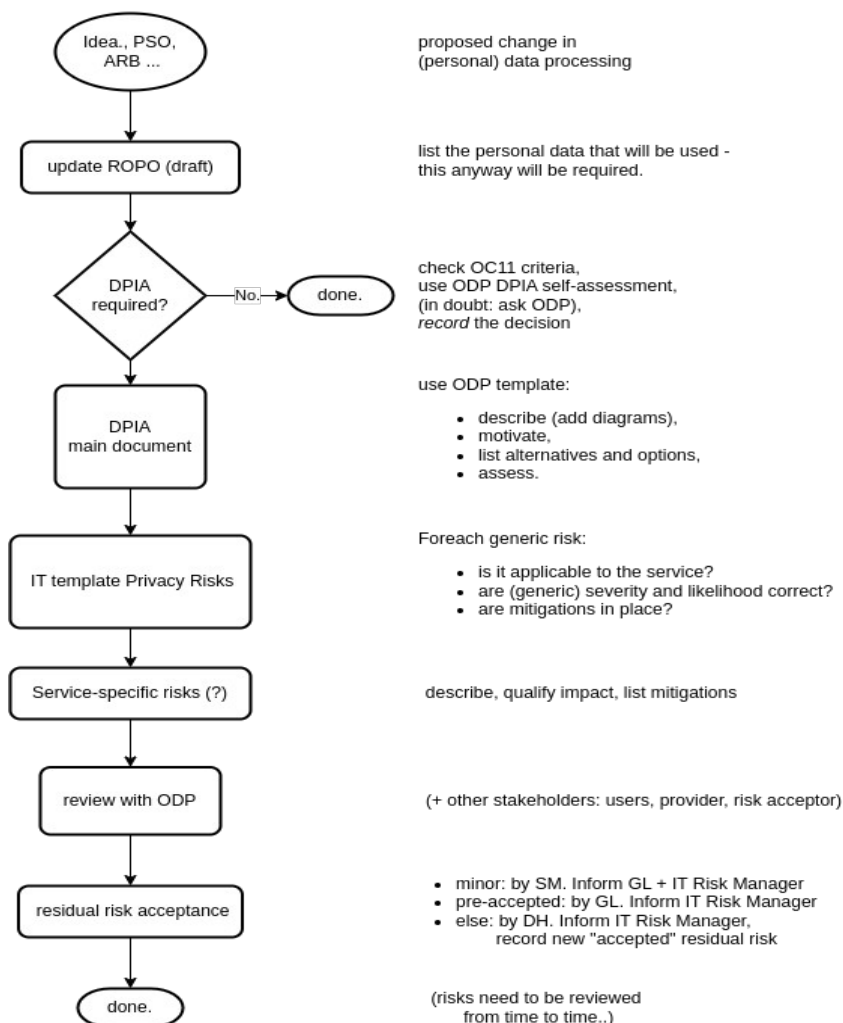 Idea., PSO,
ARB ...
proposed change in
(personal) data processing
update ROPO (draft)
list the personal data that will be used -
this anyway will be required.
DPIA
required?
No.
done.
check OC11 criteria,
use ODP DPIA self-assessment,
(in doubt: ask ODP),
record the decision
DPIA
main document
use ODP template:
• describe (add diagrams),
• motivate,
• list alternatives and options,
• assess.
IT template Privacy Risks
Foreach generic risk:
• is it applicable to the service?
• are (generic) severity and likelihood correct?
• are mitigations in place?
Service-specific risks (?)
describe, qualify impact, list mitigations
review with ODP
(+ other stakeholders: users, provider, risk acceptor)
residual risk acceptance
• minor: by SM. Inform GL + IT Risk Manager
• pre-accepted: by GL. Inform IT Risk Manager
• else: by DH. Inform IT Risk Manager,
record new "accepted" residual risk
done.
(risks need to be reviewed
from time to time..)